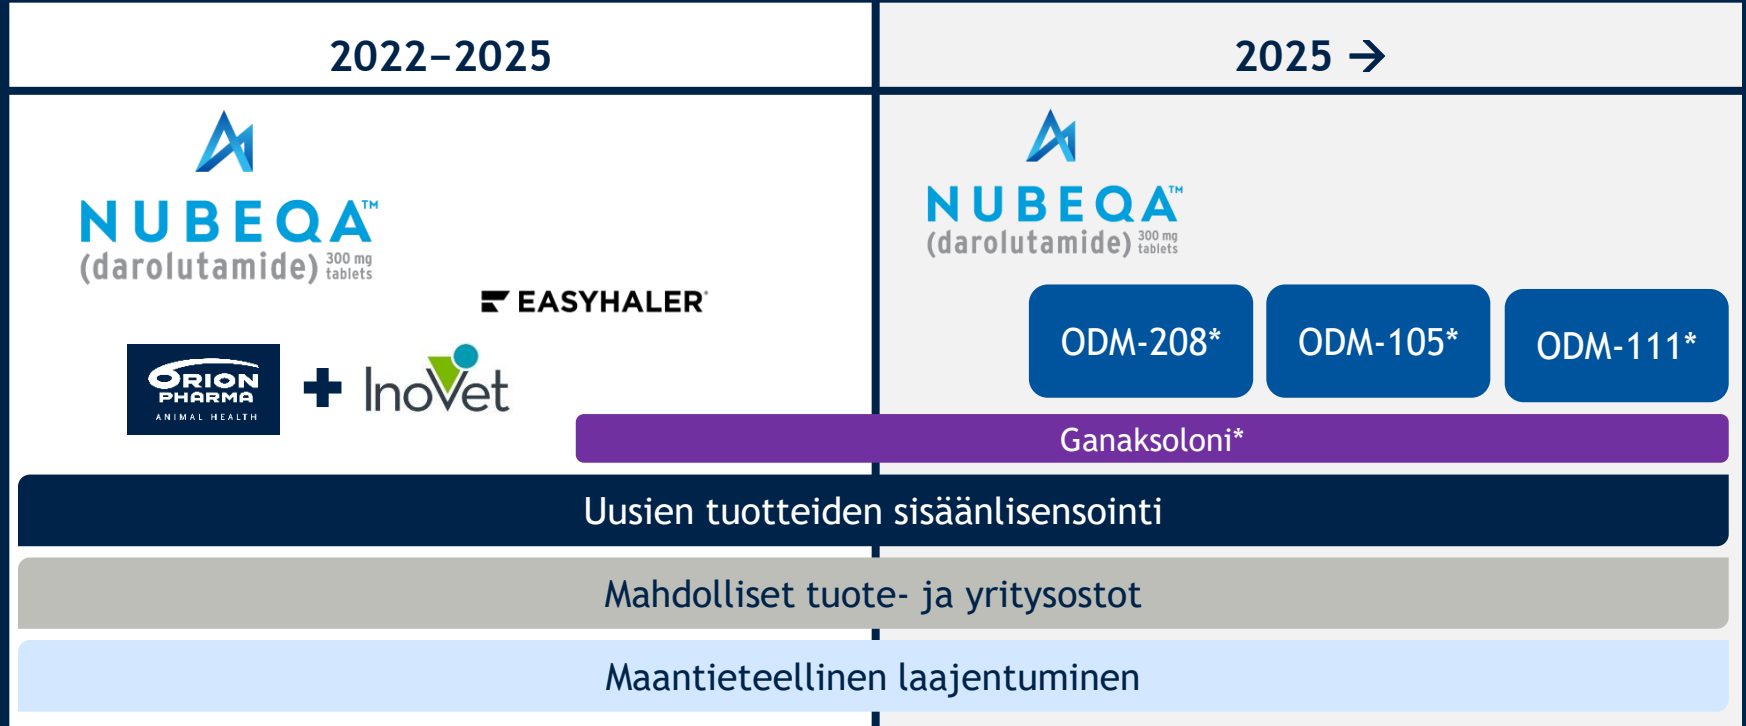 2022–2025
2025 →
NUBEQA™
(darolutamide) 300 mg tablets
EASYHALER®
ORION
PHARMA
ANIMAL HEALTH
+
InoVet
NUBEQA™
(darolutamide) 300 mg tablets
ODM-208*
ODM-105*
ODM-111*
Ganaksoloni*
Uusien tuotteiden sisäänlisensointi
Mahdolliset tuote- ja yritysostot
Maantieteellinen laajentuminen